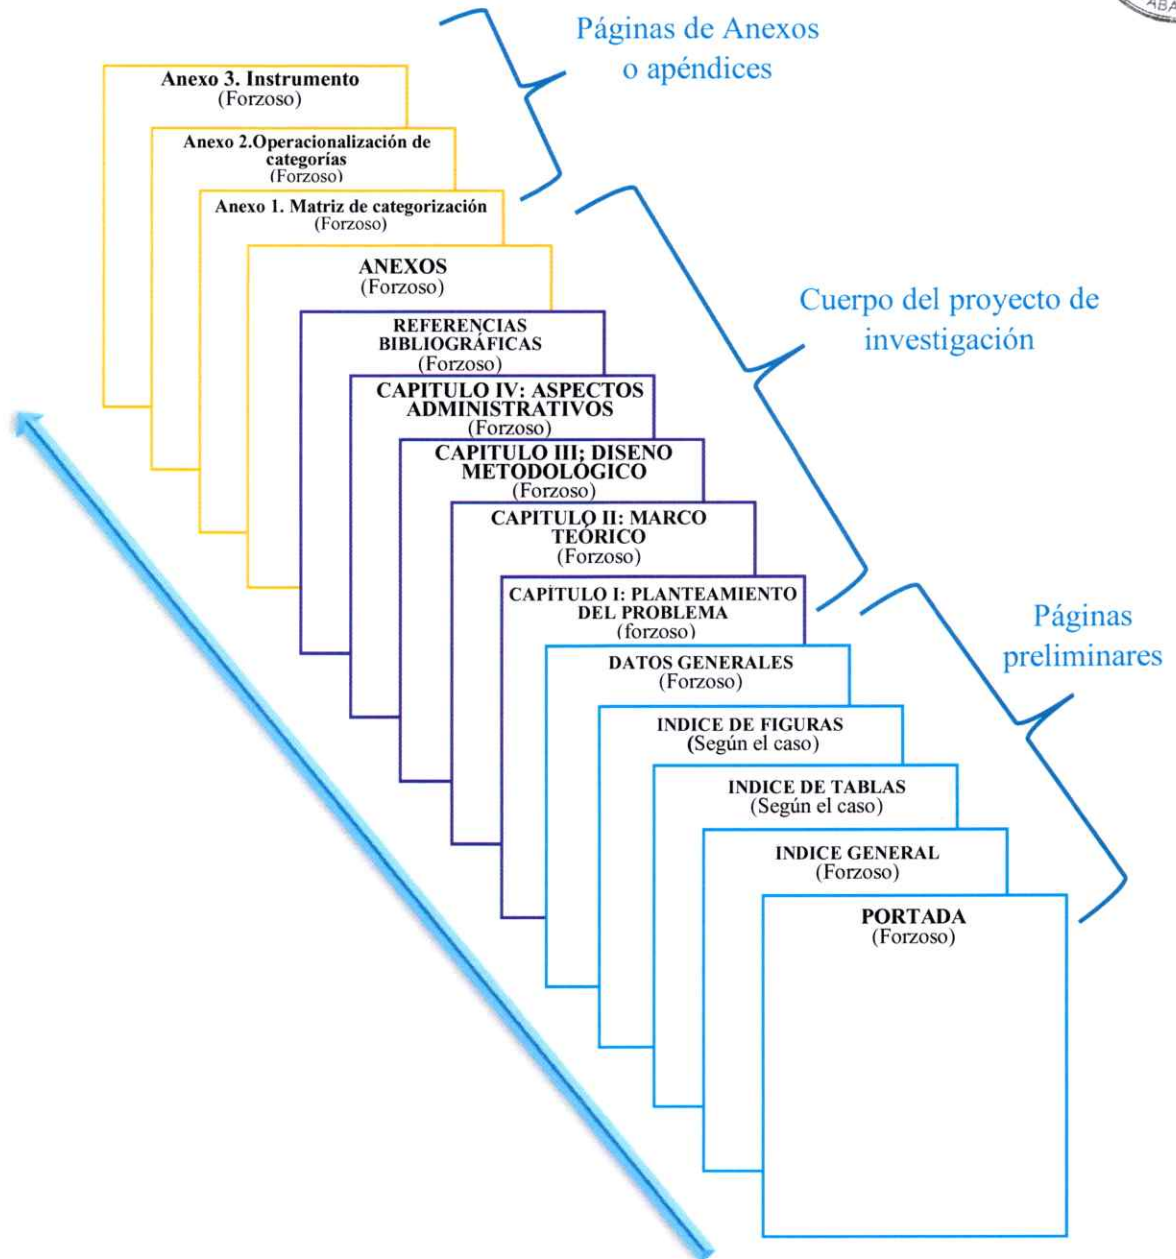 ABA
Páginas de Anexos
o apéndices
Anexo 3. Instrumento
(Forzoso)
Anexo 2.Operacionalización de
categorías
(Forzoso)
Anexo 1. Matriz de categorización
(Forzoso)
ANEXOS
(Forzoso)
Cuerpo del proyecto de
investigación
REFERENCIAS
BIBLIOGRÁFICAS
(Forzoso)
CAPITULO IV: ASPECTOS
ADMINISTRATIVOS
(Forzoso)
CAPITULO III; DISENO
METODOLÓGICO
(Forzoso)
CAPITULO II: MARCO
TEÓRICO
(Forzoso)
CAPÍTULO I: PLANTEAMIENTO
DEL PROBLEMA
(forzoso)
Páginas
preliminares
DATOS GENERALES
(Forzoso)
INDICE DE FIGURAS
(Según el caso)
INDICE DE TABLAS
(Según el caso)
INDICE GENERAL
(Forzoso)
PORTADA
(Forzoso)